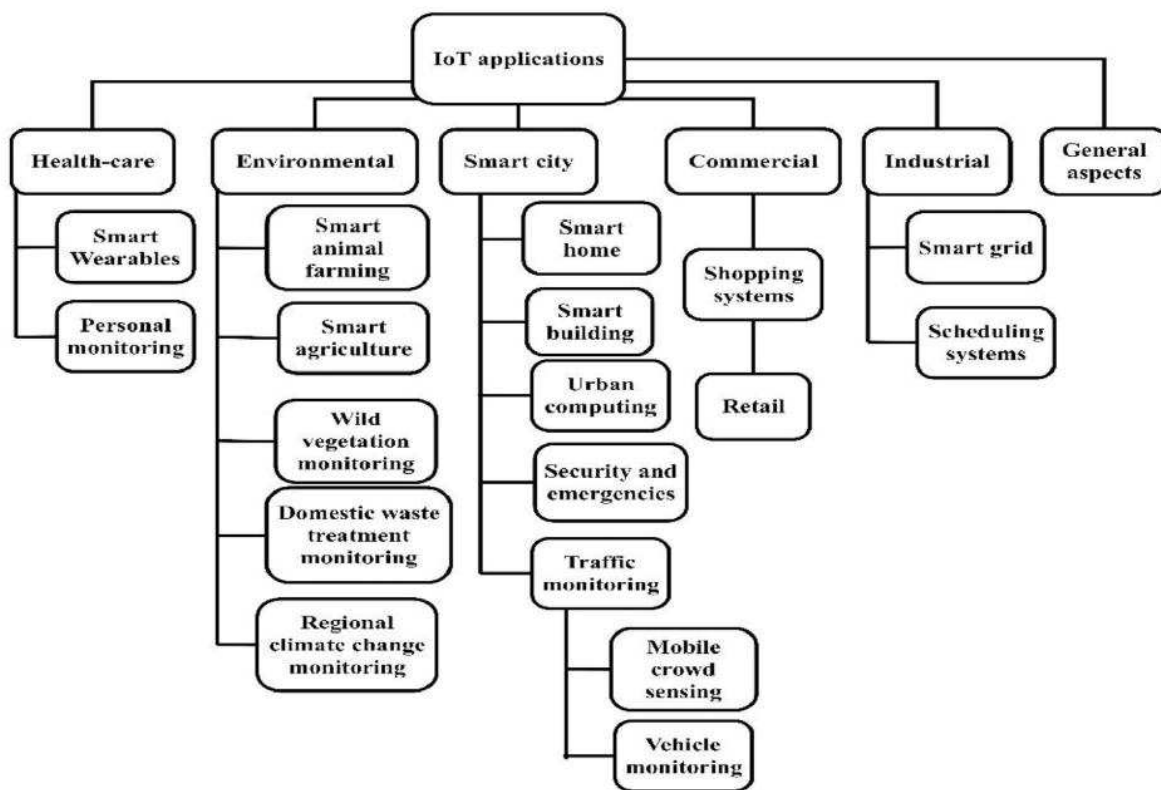 IoT applications
Health-care
Environmental
Smart city
Commercial
Industrial
General
aspects
Smart
Wearables
Personal
monitoring
Smart
animal
farming
Smart
agriculture
Wild
vegetation
monitoring
Domestic waste
treatment
monitoring
Regional
climate change
monitoring
Smart
home
Smart
building
Urban
computing
Security and
emergencies
Traffic
monitoring
Mobile
crowd
sensing
Vehicle
monitoring
Shopping
systems
Retail
Smart grid
Scheduling
systems